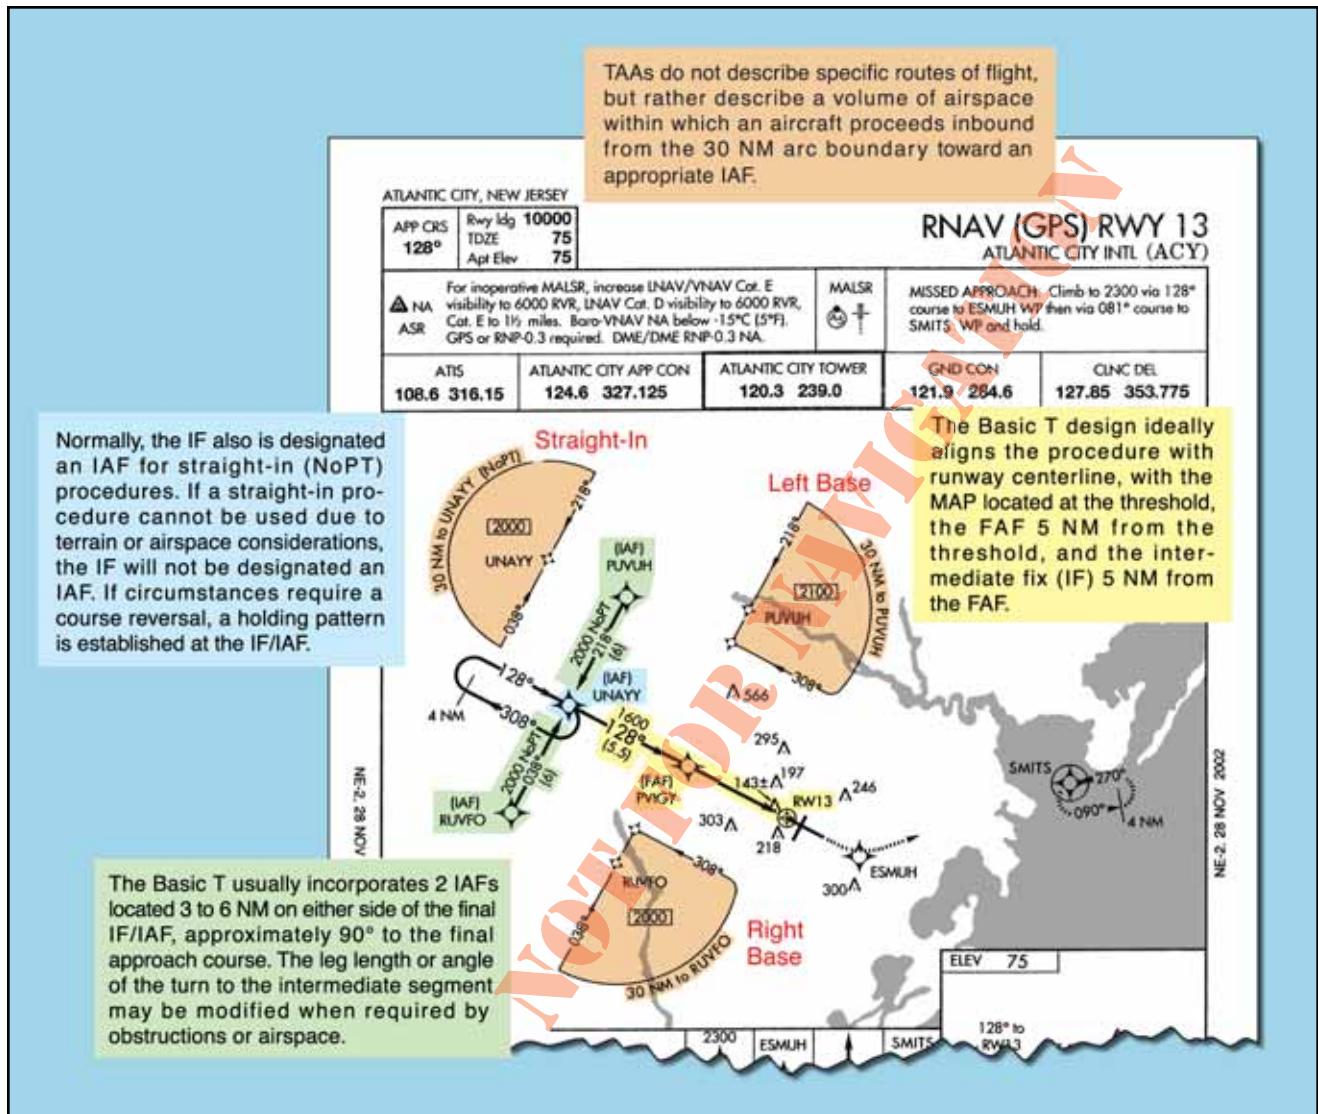 TAAs do not describe specific routes of flight,
but rather describe a volume of airspace
within which an aircraft proceeds inbound
from the 30 NM arc boundary toward an
appropriate IAF.
ATLANTIC CITY, NEW JERSEY
APP CRS
128°
Rwy ldg 10000
TDZE 75
Apt Elev 75
RNAV (GPS) RWY 13
ATLANTIC CITY INTL (ACY)
NA
ASR
For inoperative MALSR, increase LNAV/VNAV Cat. E
visibility to 6000 RVR, LNAV Cat. D visibility to 6000 RVR,
Cat. E to 1½ miles. Baro-VNAV NA below -15°C (5°F).
GPS or RNP-0.3 required. DME/DME RNP-0.3 NA.
MALSR
MISSED APPROACH: Climb to 2300 via 128°
course to ESMUH WP then via 081° course to
SMITS WP and hold.
ATIS
108.6 316.15
ATLANTIC CITY APP CON
124.6 327.125
ATLANTIC CITY TOWER
120.3 239.0
GND CON
121.9 284.6
CLNC DEL
127.85 353.775
Normally, the IF also is designated
an IAF for straight-in (NoPT)
procedures. If a straight-in pro-
cedure cannot be used due to
terrain or airspace considerations,
the IF will not be designated an
IAF. If circumstances require a
course reversal, a holding pattern
is established at the IF/IAF.
The Basic T design ideally
aligns the procedure with
runway centerline, with the
MAP located at the threshold,
the FAF 5 NM from the
threshold, and the inter-
mediate fix (IF) 5 NM from
the FAF.
Straight-In
30 NM to UNAYY (NoPT)
218°
2000
UNAYY
038°
Left Base
218°
30 NM to PUVUH
2100
PUVUH
308°
(IAF)
PUVUH
2000 NoPT
218°
(6)
(IAF)
UNAYY
128°
308°
4 NM
2000 NoPT
038°
(6)
(IAF)
RUVFO
1600
128°
(5.5)
(FAF)
PVIGY
566
295
197
143±
246
RW13
303
218
300
ESMUH
SMITS
270°
090°
4 NM
308°
RUVFO
2000
038°
30 NM to RUVFO
Right
Base
NE-2, 28 NOV
NE-2, 28 NOV 2002
The Basic T usually incorporates 2 IAFs
located 3 to 6 NM on either side of the final
IF/IAF, approximately 90° to the final
approach course. The leg length or angle
of the turn to the intermediate segment
may be modified when required by
obstructions or airspace.
ELEV 75
128° to
RW13
2300
ESMUH
SMITS
NOT FOR NAVIGATION